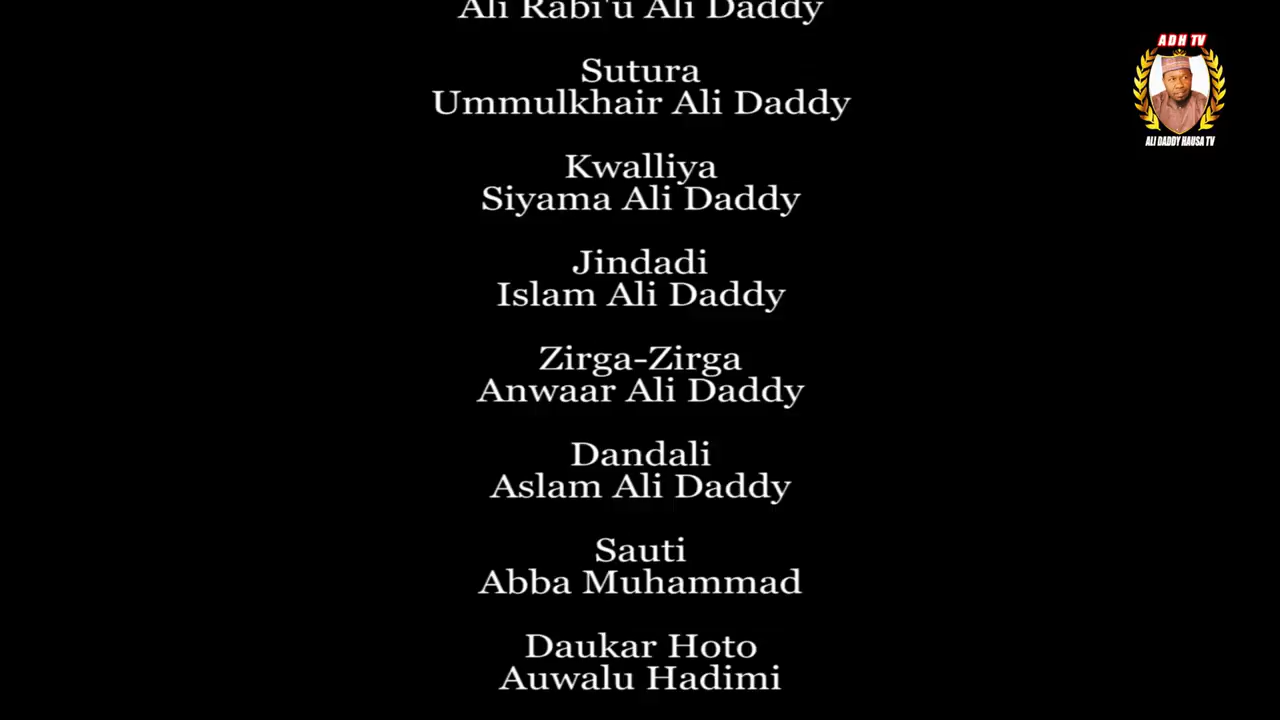 Ali Rabi'u Ali Daddy
Sutura
Ummulkhair Ali Daddy
Kwalliya
Siyama Ali Daddy
Jindadi
Islam Ali Daddy
Zirga-Zirga
Anwaar Ali Daddy
Dandali
Aslam Ali Daddy
Sauti
Abba Muhammad
Daukar Hoto
Auwalu Hadimi
ADH TV
ALI DADDY HAUSA TV